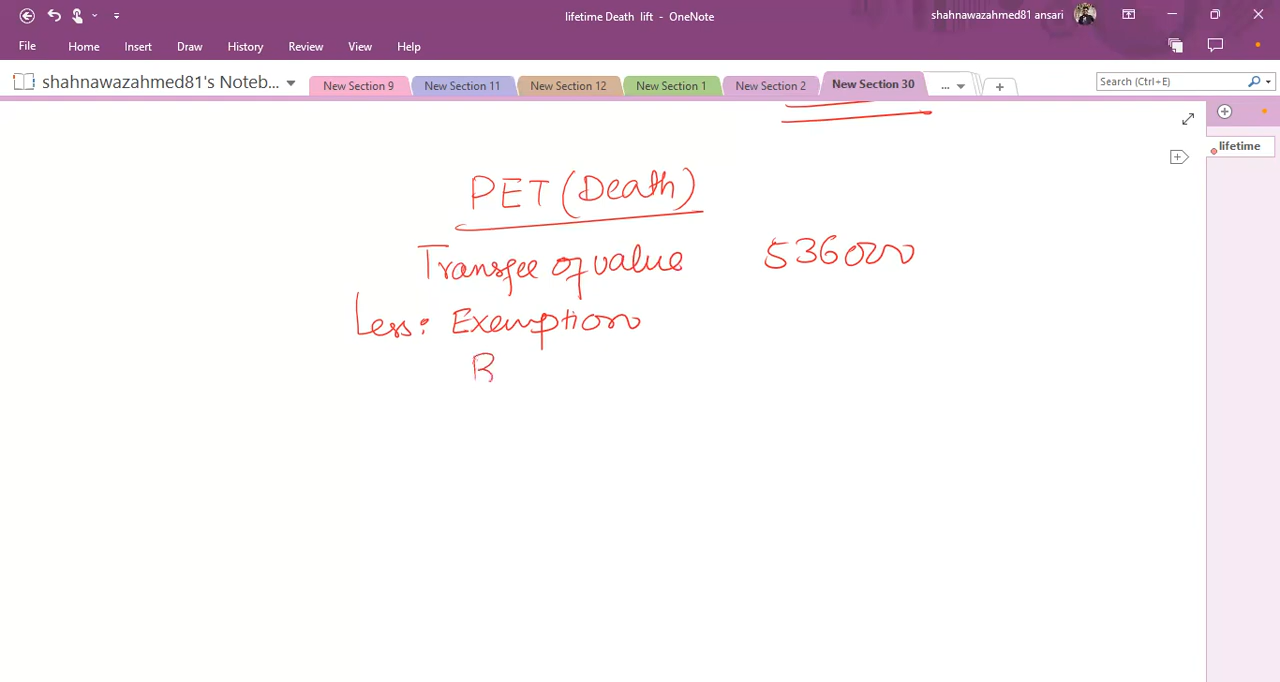 lifetime Death lift - OneNote
shahnawazahmed81 ansari
File Home Insert Draw History Review View Help
shahnawazahmed81's Noteb...
New Section 9
New Section 11
New Section 12
New Section 1
New Section 2
New Section 30
...
Search (Ctrl+E)
lifetime
PET (Death)
Transfee of value 536000
Less: Exemption
B